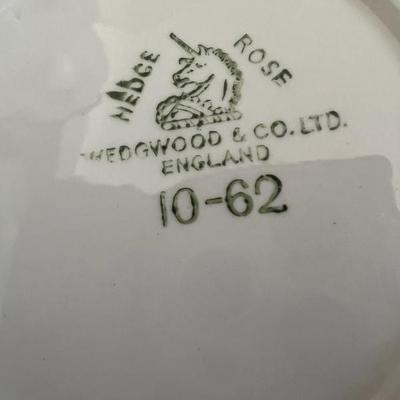 HEDGE ROSE
WEDGWOOD & CO. LTD.
ENGLAND
10-62